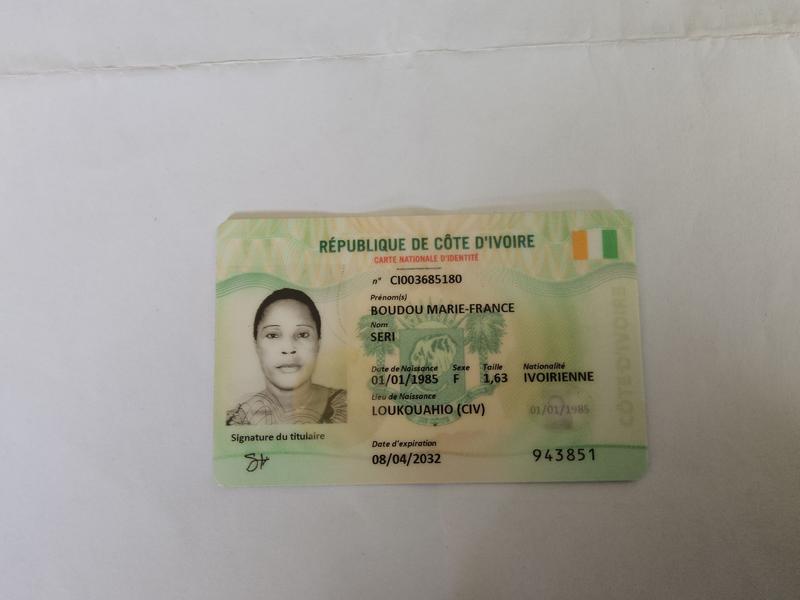 RÉPUBLIQUE DE CÔTE D'IVOIRE
CARTE NATIONALE D'IDENTITÉ
n° CI003685180
Prénom(s)
BOUDOU MARIE-FRANCE
Nom
SERI
Date de Naissance Sexe Taille Nationalité
01/01/1985 F 1,63 IVOIRIENNE
Lieu de Naissance
LOUKOUAHIO (CIV)
01/01/1985
Signature du titulaire
Date d'expiration
08/04/2032
943851
CÔTE D'IVOIRE